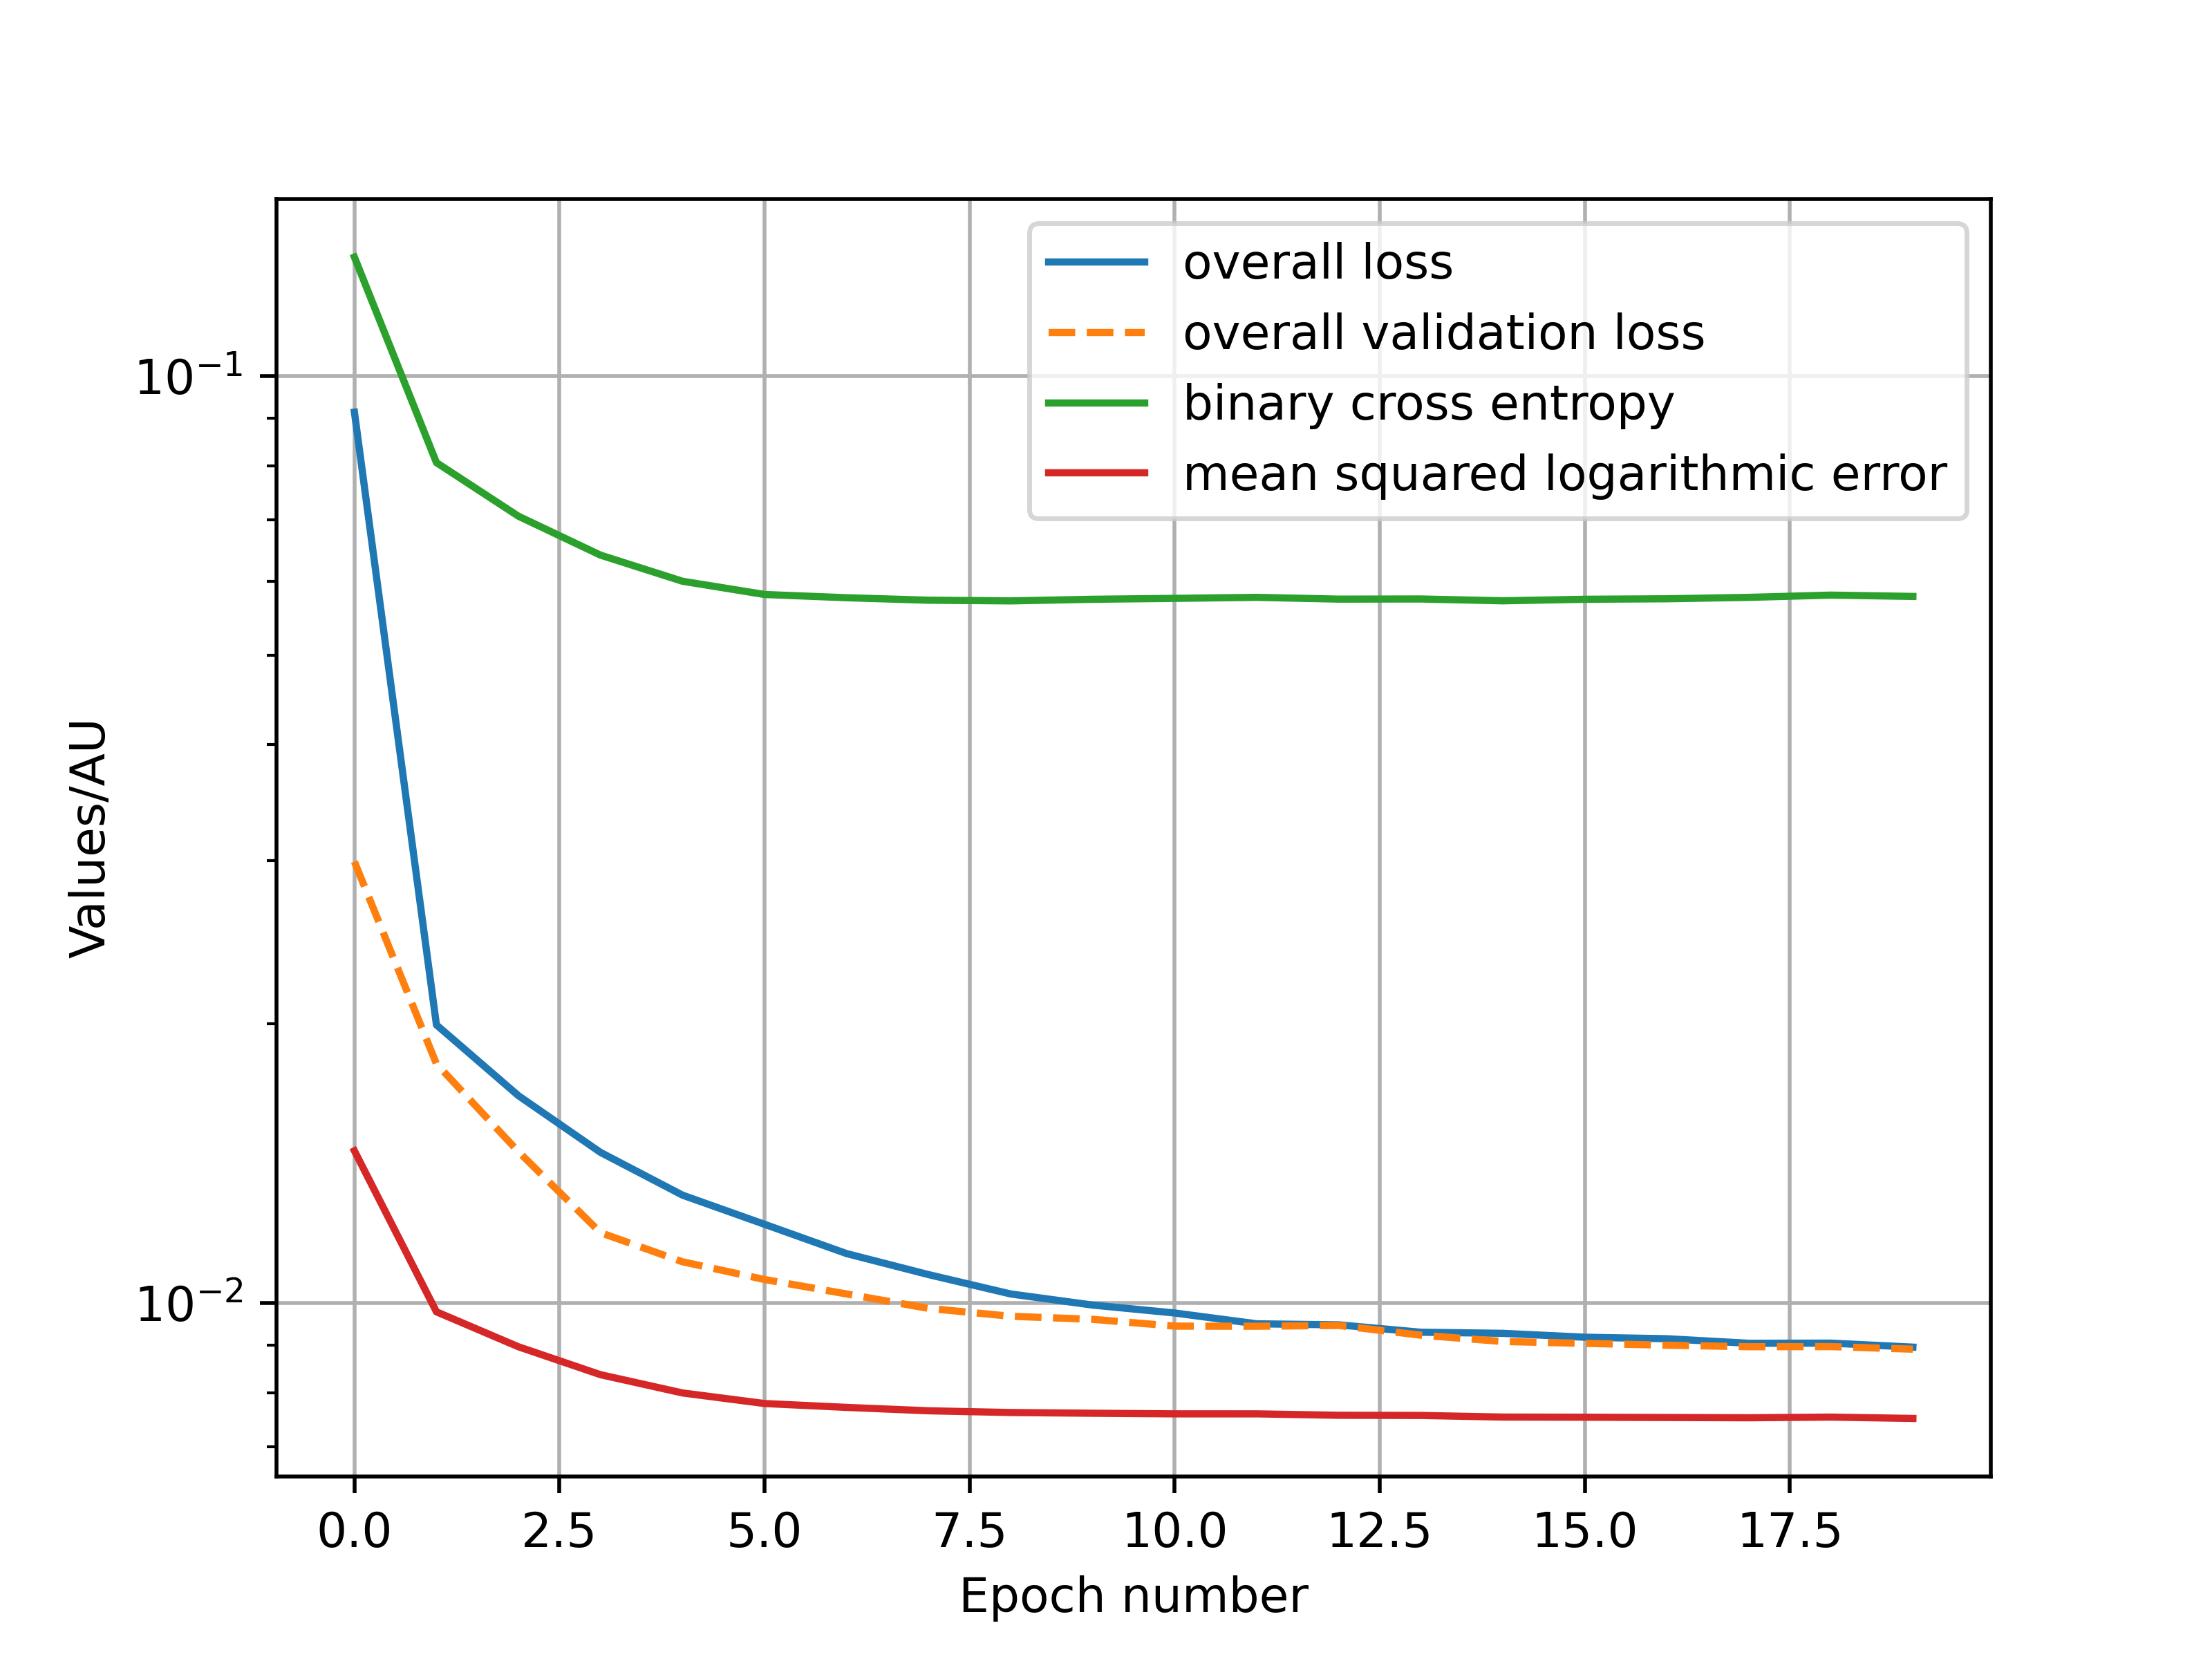 overall loss
overall validation loss
binary cross entropy
mean squared logarithmic error
10⁻¹
10⁻²
Values/AU
0.0 2.5 5.0 7.5 10.0 12.5 15.0 17.5
Epoch number